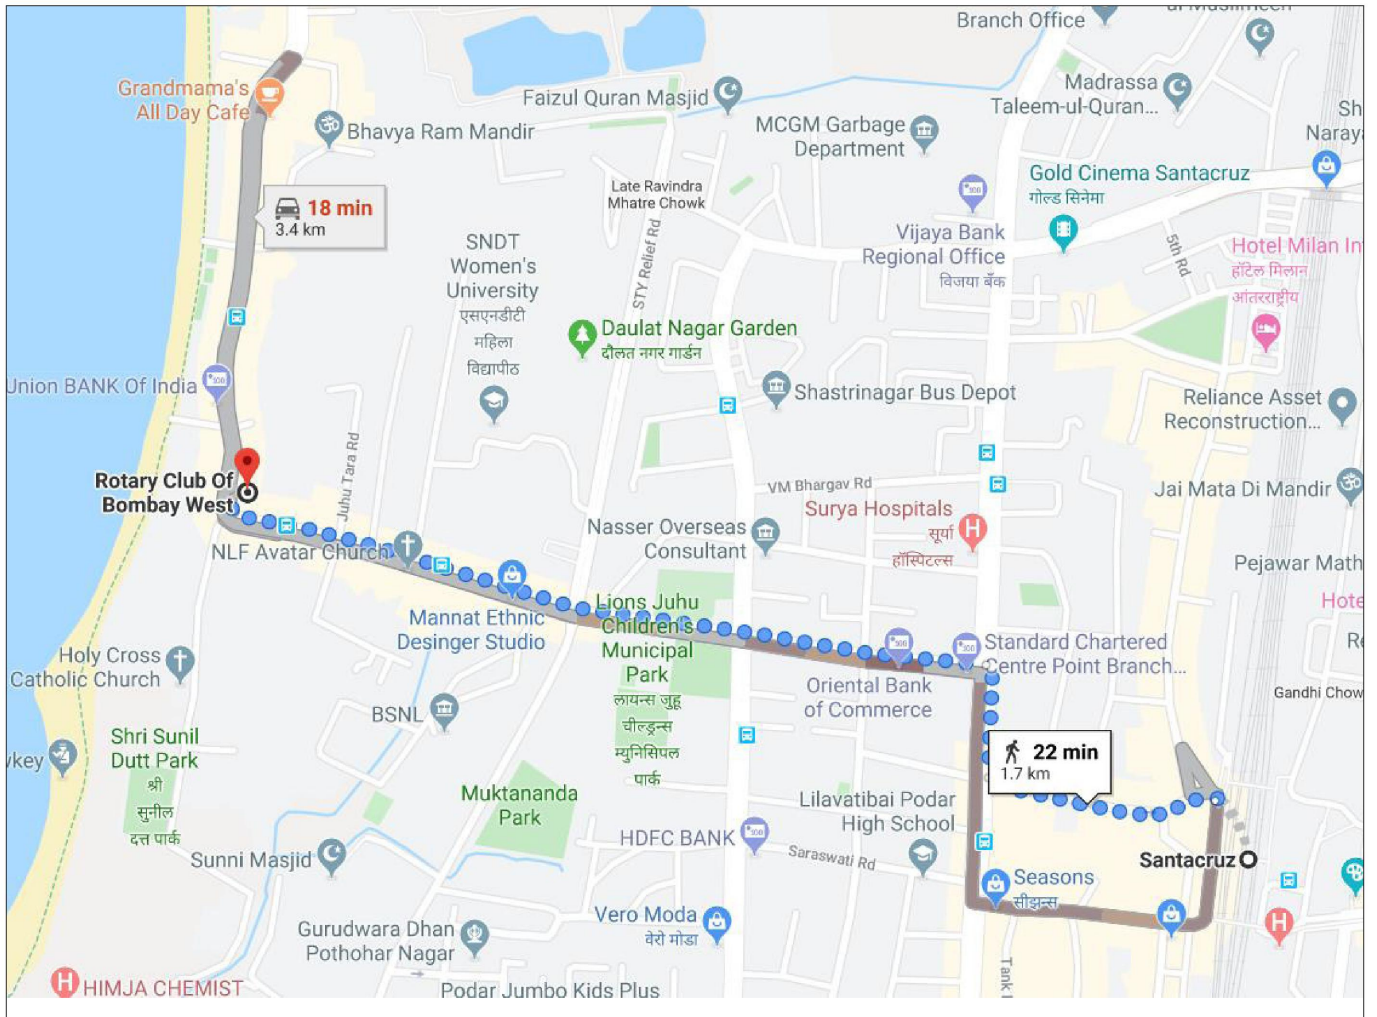 Branch Office
Grandmama's
All Day Cafe
Bhavya Ram Mandir
Faizul Quran Masjid
Madrassa
Taleem-ul-Quran...
MCGM Garbage
Department
Gold Cinema Santacruz
गोल्ड सिनेमा
Late Ravindra
Mhatre Chowk
18 min
3.4 km
SNDT
Women's
University
एसएनडीटी
महिला
विद्यापीठ
STY Relief Rd
Vijaya Bank
Regional Office
विजया बँक
5th Rd
Hotel Milan In
हॉटेल मिलान
आंतरराष्ट्रीय
Daulat Nagar Garden
दौलत नगर गार्डन
Union BANK Of India
Shastrinagar Bus Depot
Reliance Asset
Reconstruction...
Juhu Tara Rd
Rotary Club Of
Bombay West
VM Bhargav Rd
Jai Mata Di Mandir
Surya Hospitals
सूर्या
हॉस्पिटल्स
Nasser Overseas
Consultant
NLF Avatar Church
Pejawar Math
Mannat Ethnic
Desinger Studio
Lions Juhu
Children's
Municipal
Park
लायन्स जुहू
चील्ड्रन्स
म्युनिसिपल
पार्क
Standard Chartered
Centre Point Branch...
Holy Cross
Catholic Church
Oriental Bank
of Commerce
Gandhi Chow
BSNL
Shri Sunil
Dutt Park
श्री
सुनील
दत्त पार्क
22 min
1.7 km
Muktananda
Park
Lilavatibai Podar
High School
HDFC BANK
Saraswati Rd
Sunni Masjid
Santacruz
Seasons
सीझन्स
Vero Moda
वेरो मोडा
Gurudwara Dhan
Pothohar Nagar
HIMJA CHEMIST
Podar Jumbo Kids Plus
Tank